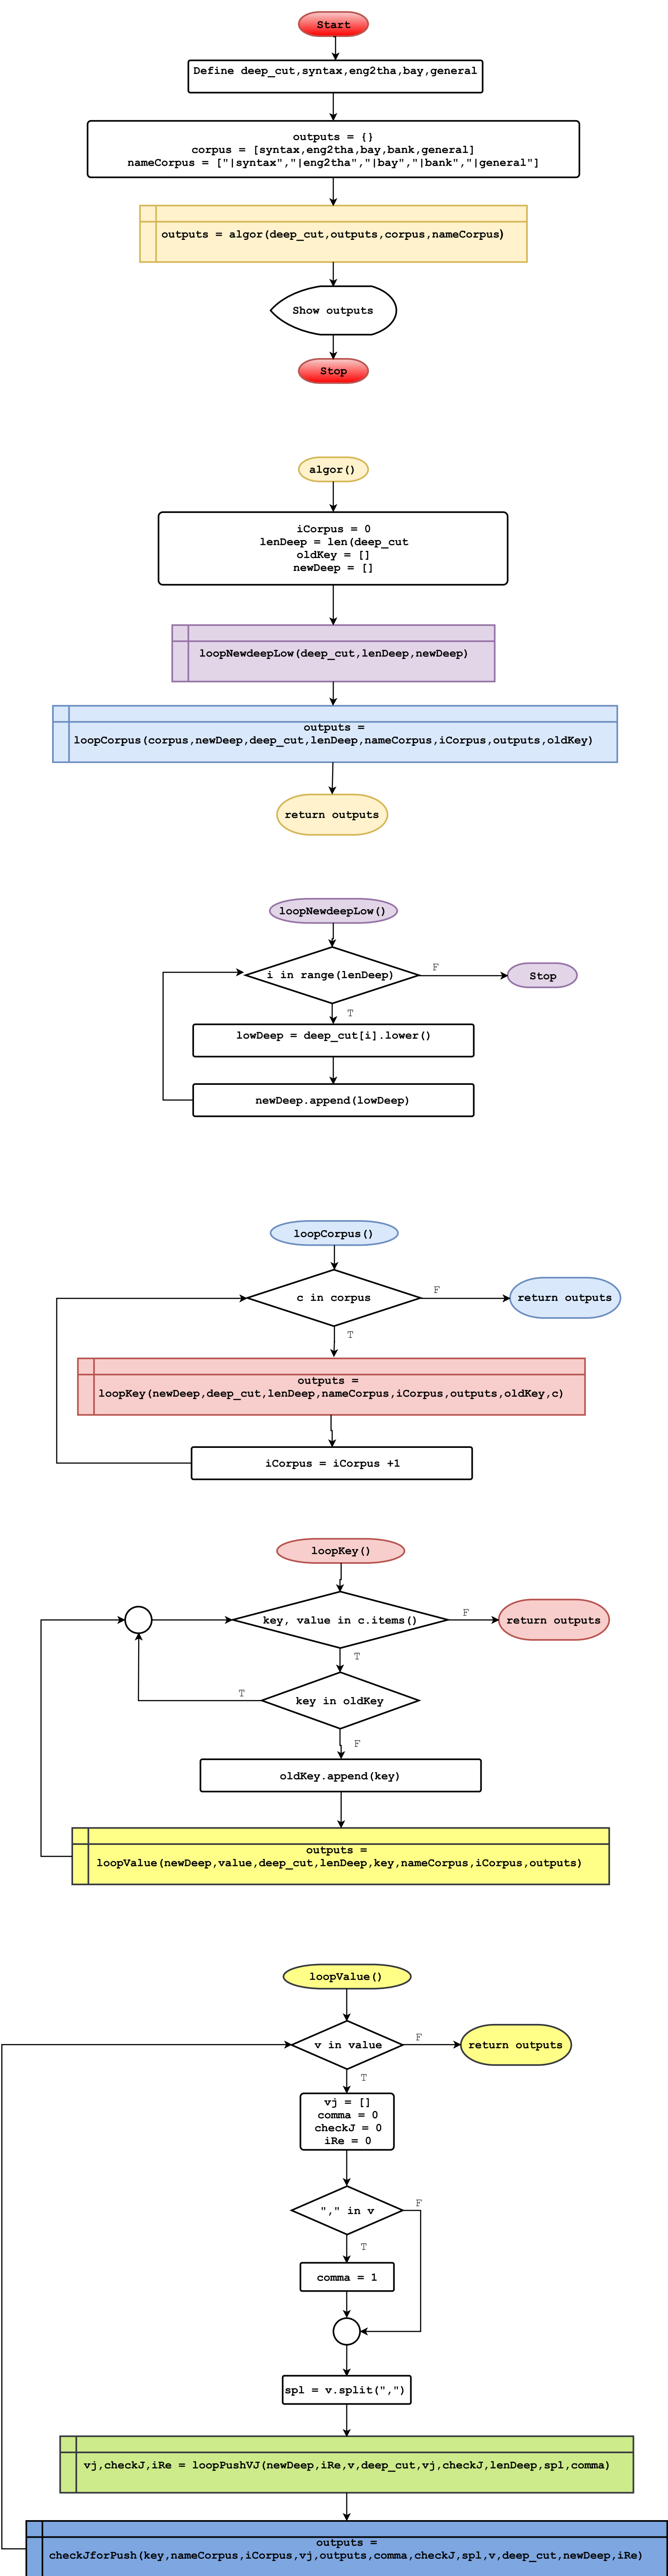 Start
Define deep_cut,syntax,eng2tha,bay,general
outputs = {}
corpus = [syntax,eng2tha,bay,bank,general]
nameCorpus = ["|syntax","|eng2tha","|bay","|bank","|general"]
outputs = algor(deep_cut,outputs,corpus,nameCorpus)
Show outputs
Stop
algor()
iCorpus = 0
lenDeep = len(deep_cut
oldKey = []
newDeep = []
loopNewdeepLow(deep_cut,lenDeep,newDeep)
outputs =
loopCorpus(corpus,newDeep,deep_cut,lenDeep,nameCorpus,iCorpus,outputs,oldKey)
return outputs
loopNewdeepLow()
i in range(lenDeep)
F
Stop
T
lowDeep = deep_cut[i].lower()
newDeep.append(lowDeep)
loopCorpus()
c in corpus
F
return outputs
T
outputs =
loopKey(newDeep,deep_cut,lenDeep,nameCorpus,iCorpus,outputs,oldKey,c)
iCorpus = iCorpus +1
loopKey()
key, value in c.items()
F
return outputs
T
key in oldKey
T
F
oldKey.append(key)
outputs =
loopValue(newDeep,value,deep_cut,lenDeep,key,nameCorpus,iCorpus,outputs)
loopValue()
v in value
F
return outputs
T
vj = []
comma = 0
checkJ = 0
iRe = 0
"," in v
F
T
comma = 1
spl = v.split(",")
vj,checkJ,iRe = loopPushVJ(newDeep,iRe,v,deep_cut,vj,checkJ,lenDeep,spl,comma)
outputs =
checkJforPush(key,nameCorpus,iCorpus,vj,outputs,comma,checkJ,spl,v,deep_cut,newDeep,iRe)